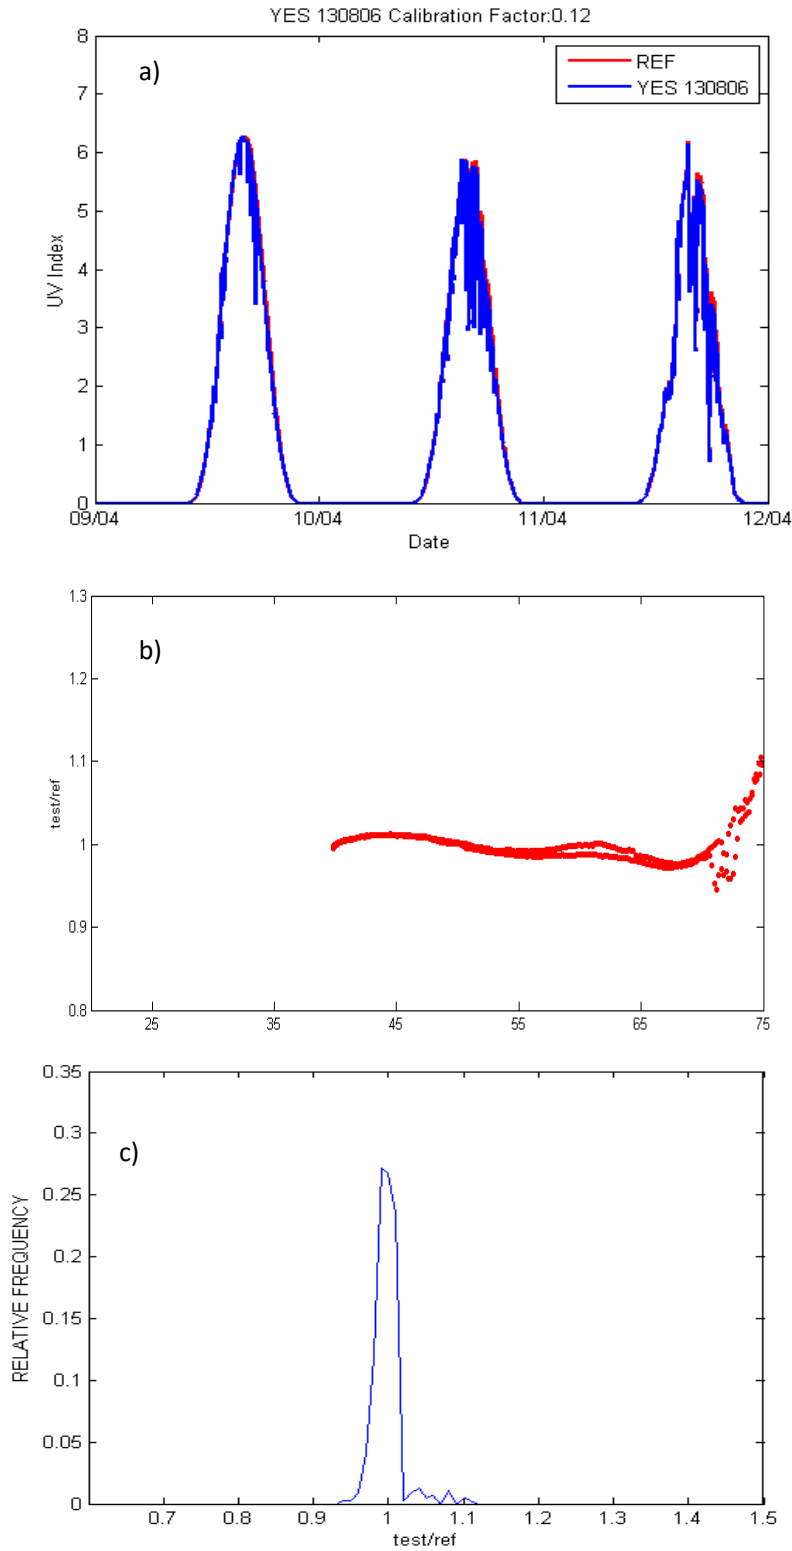 YES 130806 Calibration Factor:0.12
a)
REF
YES 130806
8
7
6
5
4
3
2
1
0
UV Index
09/04 10/04 11/04 12/04
Date
b)
1.3
1.2
1.1
1
0.9
0.8
test/ref
25 35 45 55 65 75
c)
0.35
0.3
0.25
0.2
0.15
0.1
0.05
0
RELATIVE FREQUENCY
0.7 0.8 0.9 1 1.1 1.2 1.3 1.4 1.5
test/ref